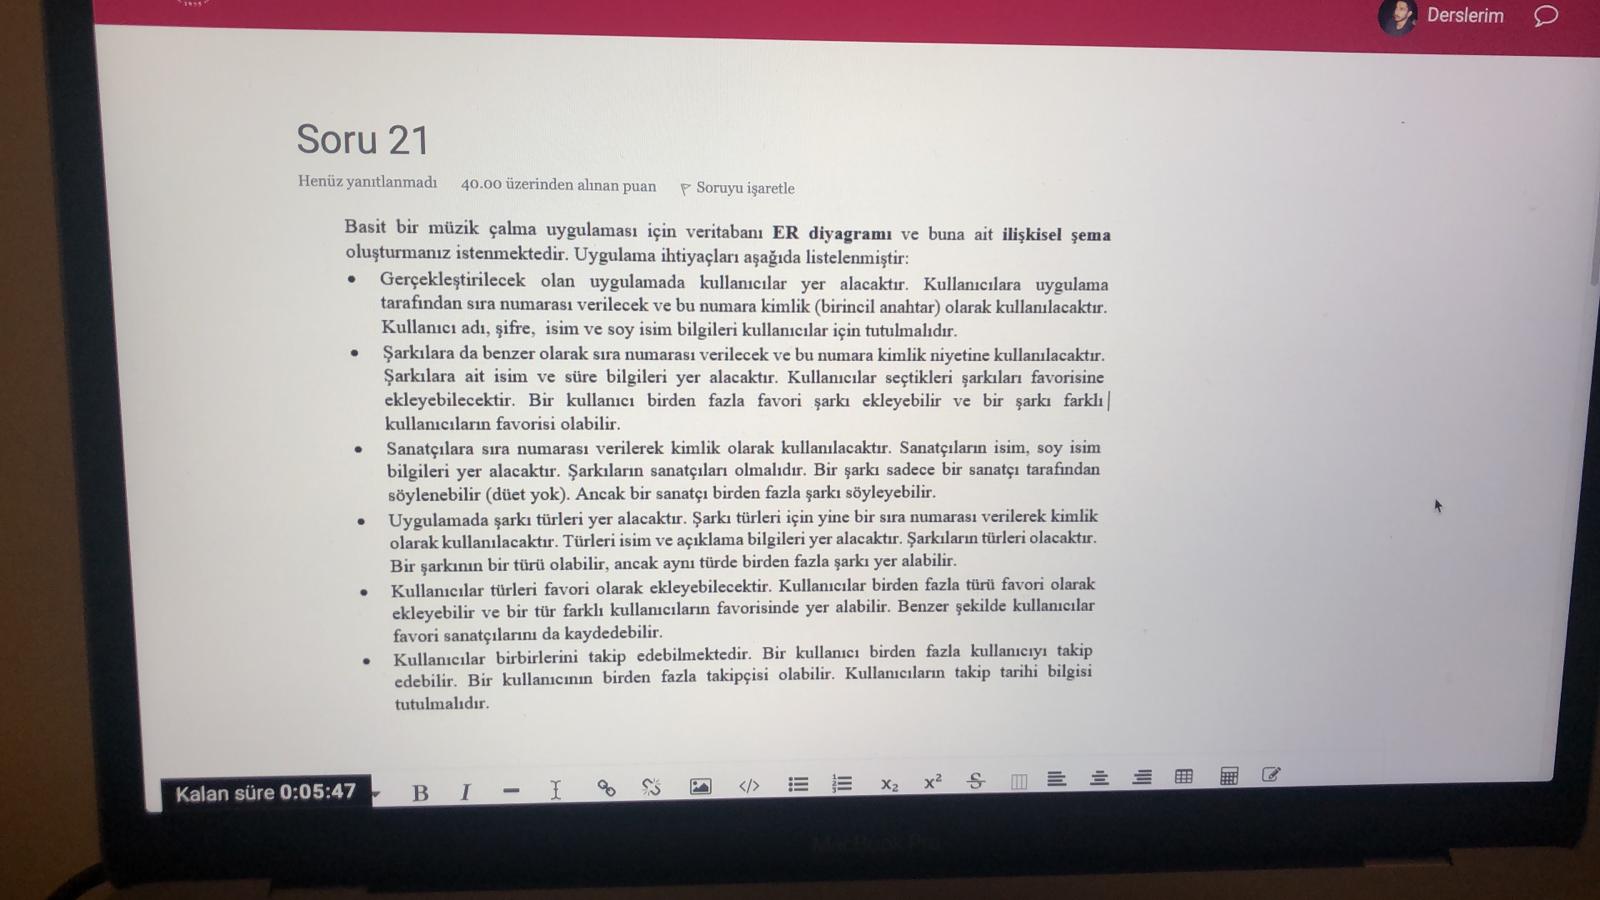 Derslerim
Soru 21
Henüz yanıtlanmadı 40.00 üzerinden alınan puan Soruyu işaretle
Basit bir müzik çalma uygulaması için veritabanı ER diyagramı ve buna ait ilişkisel şema
oluşturmanız istenmektedir. Uygulama ihtiyaçları aşağıda listelenmiştir:
• Gerçekleştirilecek olan uygulamada kullanıcılar yer alacaktır. Kullanıcılara uygulama
tarafından sıra numarası verilecek ve bu numara kimlik (birincil anahtar) olarak kullanılacaktır.
Kullanıcı adı, şifre, isim ve soy isim bilgileri kullanıcılar için tutulmalıdır.
• Şarkılara da benzer olarak sıra numarası verilecek ve bu numara kimlik niyetine kullanılacaktır.
Şarkılara ait isim ve süre bilgileri yer alacaktır. Kullanıcılar seçtikleri şarkıları favorisine
ekleyebilecektir. Bir kullanıcı birden fazla favori şarkı ekleyebilir ve bir şarkı farklı
kullanıcıların favorisi olabilir.
• Sanatçılara sıra numarası verilerek kimlik olarak kullanılacaktır. Sanatçıların isim, soy isim
bilgileri yer alacaktır. Şarkıların sanatçıları olmalıdır. Bir şarkı sadece bir sanatçı tarafından
söylenebilir (düet yok). Ancak bir sanatçı birden fazla şarkı söyleyebilir.
• Uygulamada şarkı türleri yer alacaktır. Şarkı türleri için yine bir sıra numarası verilerek kimlik
olarak kullanılacaktır. Türleri isim ve açıklama bilgileri yer alacaktır. Şarkıların türleri olacaktır.
Bir şarkının bir türü olabilir, ancak aynı türde birden fazla şarkı yer alabilir.
• Kullanıcılar türleri favori olarak ekleyebilecektir. Kullanıcılar birden fazla türü favori olarak
ekleyebilir ve bir tür farklı kullanıcıların favorisinde yer alabilir. Benzer şekilde kullanıcılar
favori sanatçılarını da kaydedebilir.
• Kullanıcılar birbirlerini takip edebilmektedir. Bir kullanıcı birden fazla kullanıcıyı takip
edebilir. Bir kullanıcının birden fazla takipçisi olabilir. Kullanıcıların takip tarihi bilgisi
tutulmalıdır.
Kalan süre 0:05:47
B I x₂ x² S
MacBook Pro